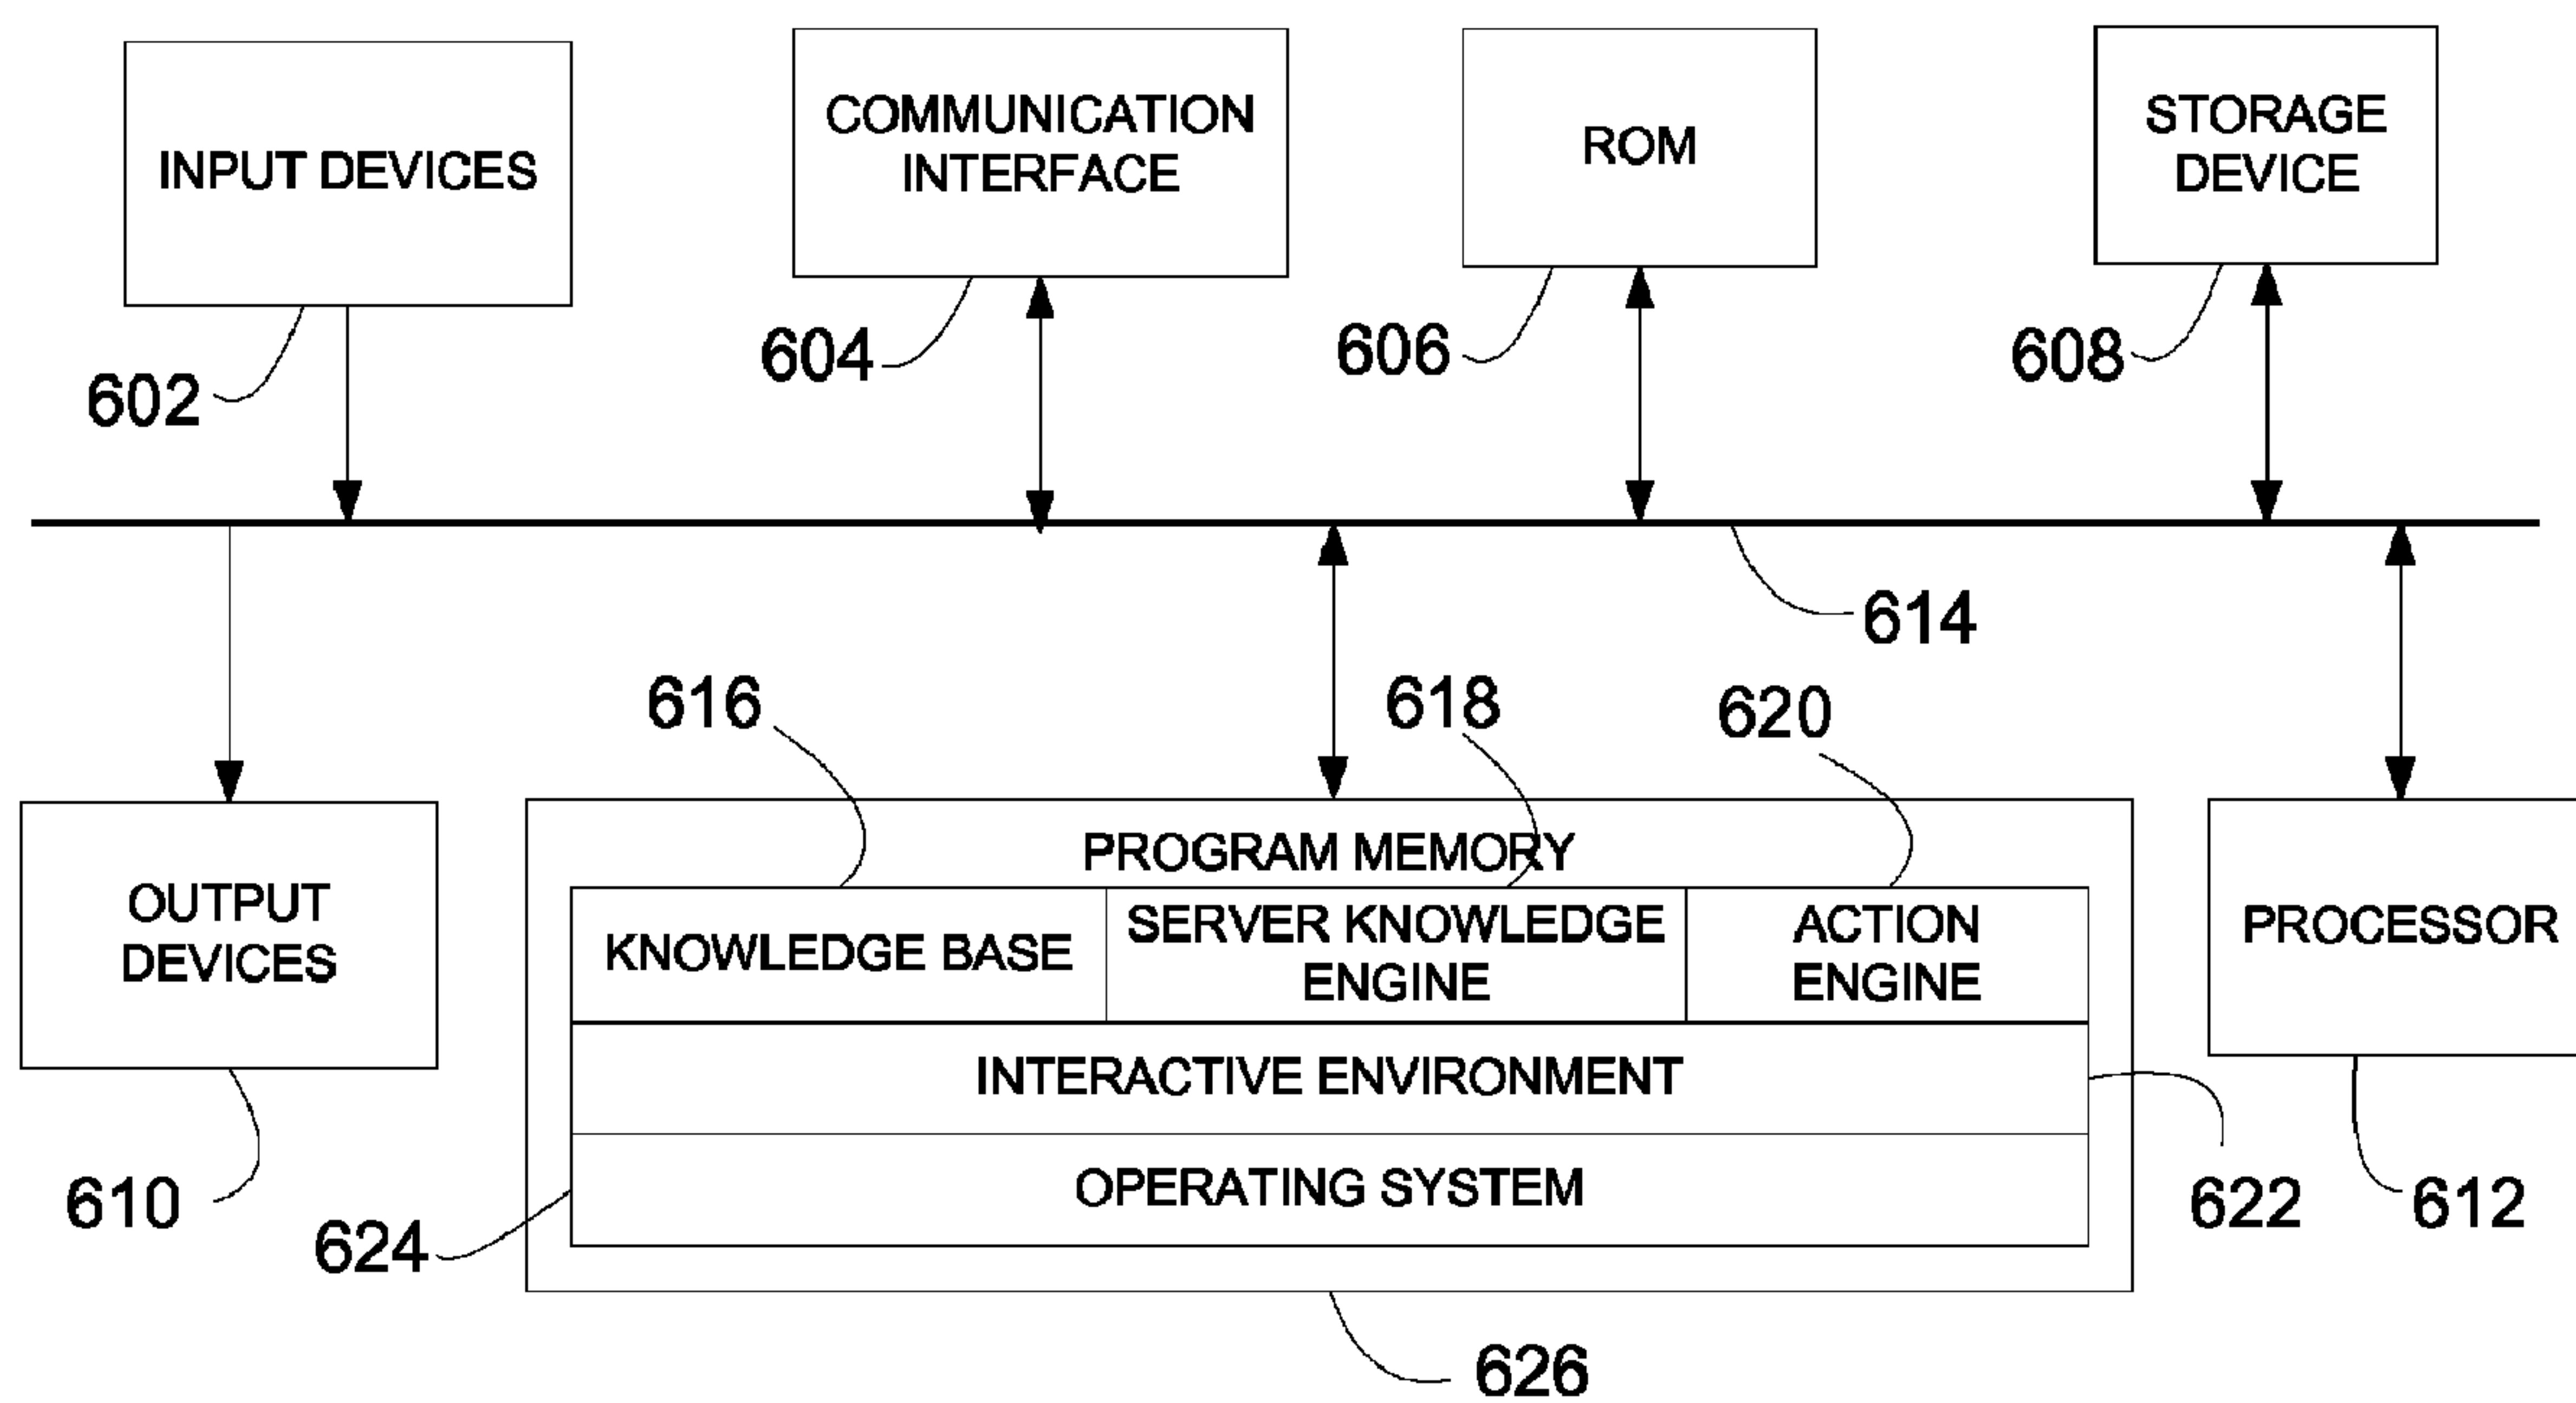 INPUT DEVICES
COMMUNICATION
INTERFACE
ROM
STORAGE
DEVICE
602
604
606
608
614
616
618
620
OUTPUT
DEVICES
PROGRAM MEMORY
KNOWLEDGE BASE
SERVER KNOWLEDGE
ENGINE
ACTION
ENGINE
INTERACTIVE ENVIRONMENT
OPERATING SYSTEM
PROCESSOR
610
624
622
612
626